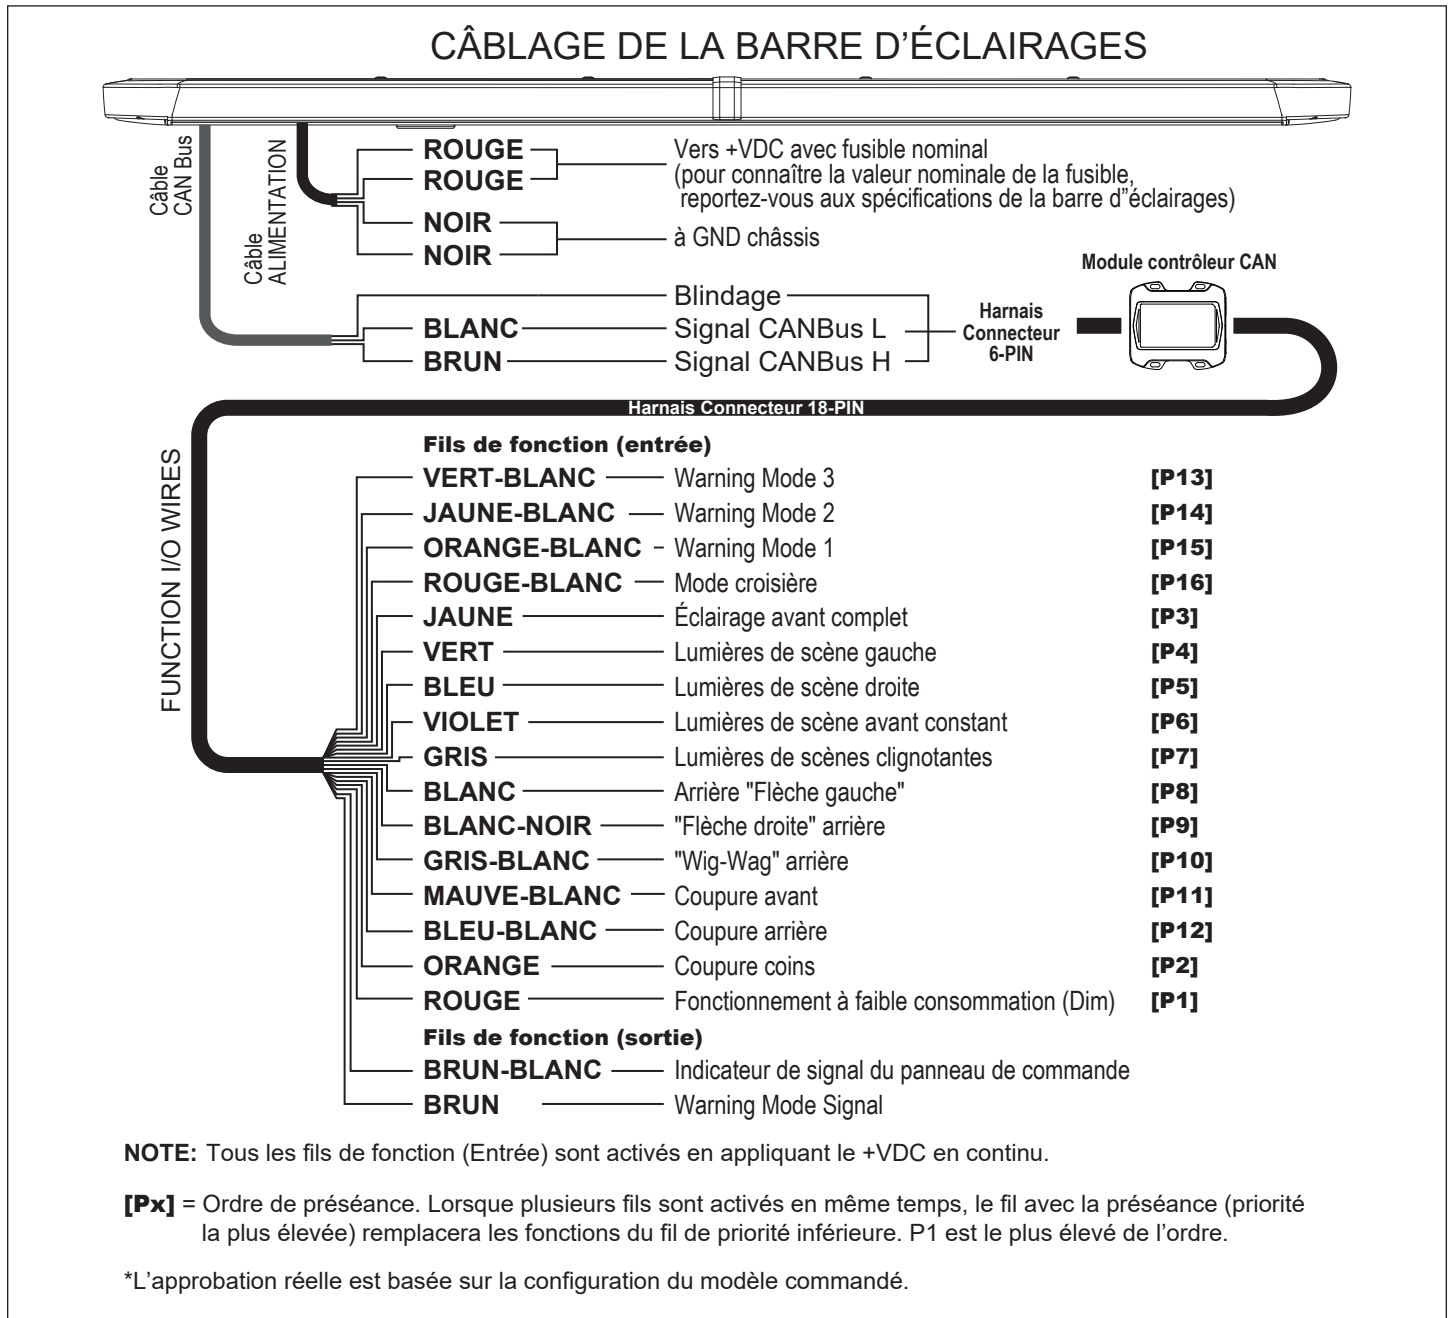 CÂBLAGE DE LA BARRE D’ÉCLAIRAGES
Câble
CAN Bus
Câble
ALIMENTATION
ROUGE
ROUGE
Vers +VDC avec fusible nominal
(pour connaître la valeur nominale de la fusible,
reportez-vous aux spécifications de la barre d"éclairages)
NOIR
NOIR
à GND châssis
Module contrôleur CAN
Blindage
BLANC Signal CANBus L
BRUN Signal CANBus H
Harnais
Connecteur
6-PIN
Harnais Connecteur 18-PIN
FUNCTION I/O WIRES
Fils de fonction (entrée)
VERT-BLANC Warning Mode 3 [P13]
JAUNE-BLANC Warning Mode 2 [P14]
ORANGE-BLANC Warning Mode 1 [P15]
ROUGE-BLANC Mode croisière [P16]
JAUNE Éclairage avant complet [P3]
VERT Lumières de scène gauche [P4]
BLEU Lumières de scène droite [P5]
VIOLET Lumières de scène avant constant [P6]
GRIS Lumières de scènes clignotantes [P7]
BLANC Arrière "Flèche gauche" [P8]
BLANC-NOIR "Flèche droite" arrière [P9]
GRIS-BLANC "Wig-Wag" arrière [P10]
MAUVE-BLANC Coupure avant [P11]
BLEU-BLANC Coupure arrière [P12]
ORANGE Coupure coins [P2]
ROUGE Fonctionnement à faible consommation (Dim) [P1]
Fils de fonction (sortie)
BRUN-BLANC Indicateur de signal du panneau de commande
BRUN Warning Mode Signal
NOTE: Tous les fils de fonction (Entrée) sont activés en appliquant le +VDC en continu.
[Px] = Ordre de préséance. Lorsque plusieurs fils sont activés en même temps, le fil avec la préséance (priorité
la plus élevée) remplacera les fonctions du fil de priorité inférieure. P1 est le plus élevé de l’ordre.
*L’approbation réelle est basée sur la configuration du modèle commandé.